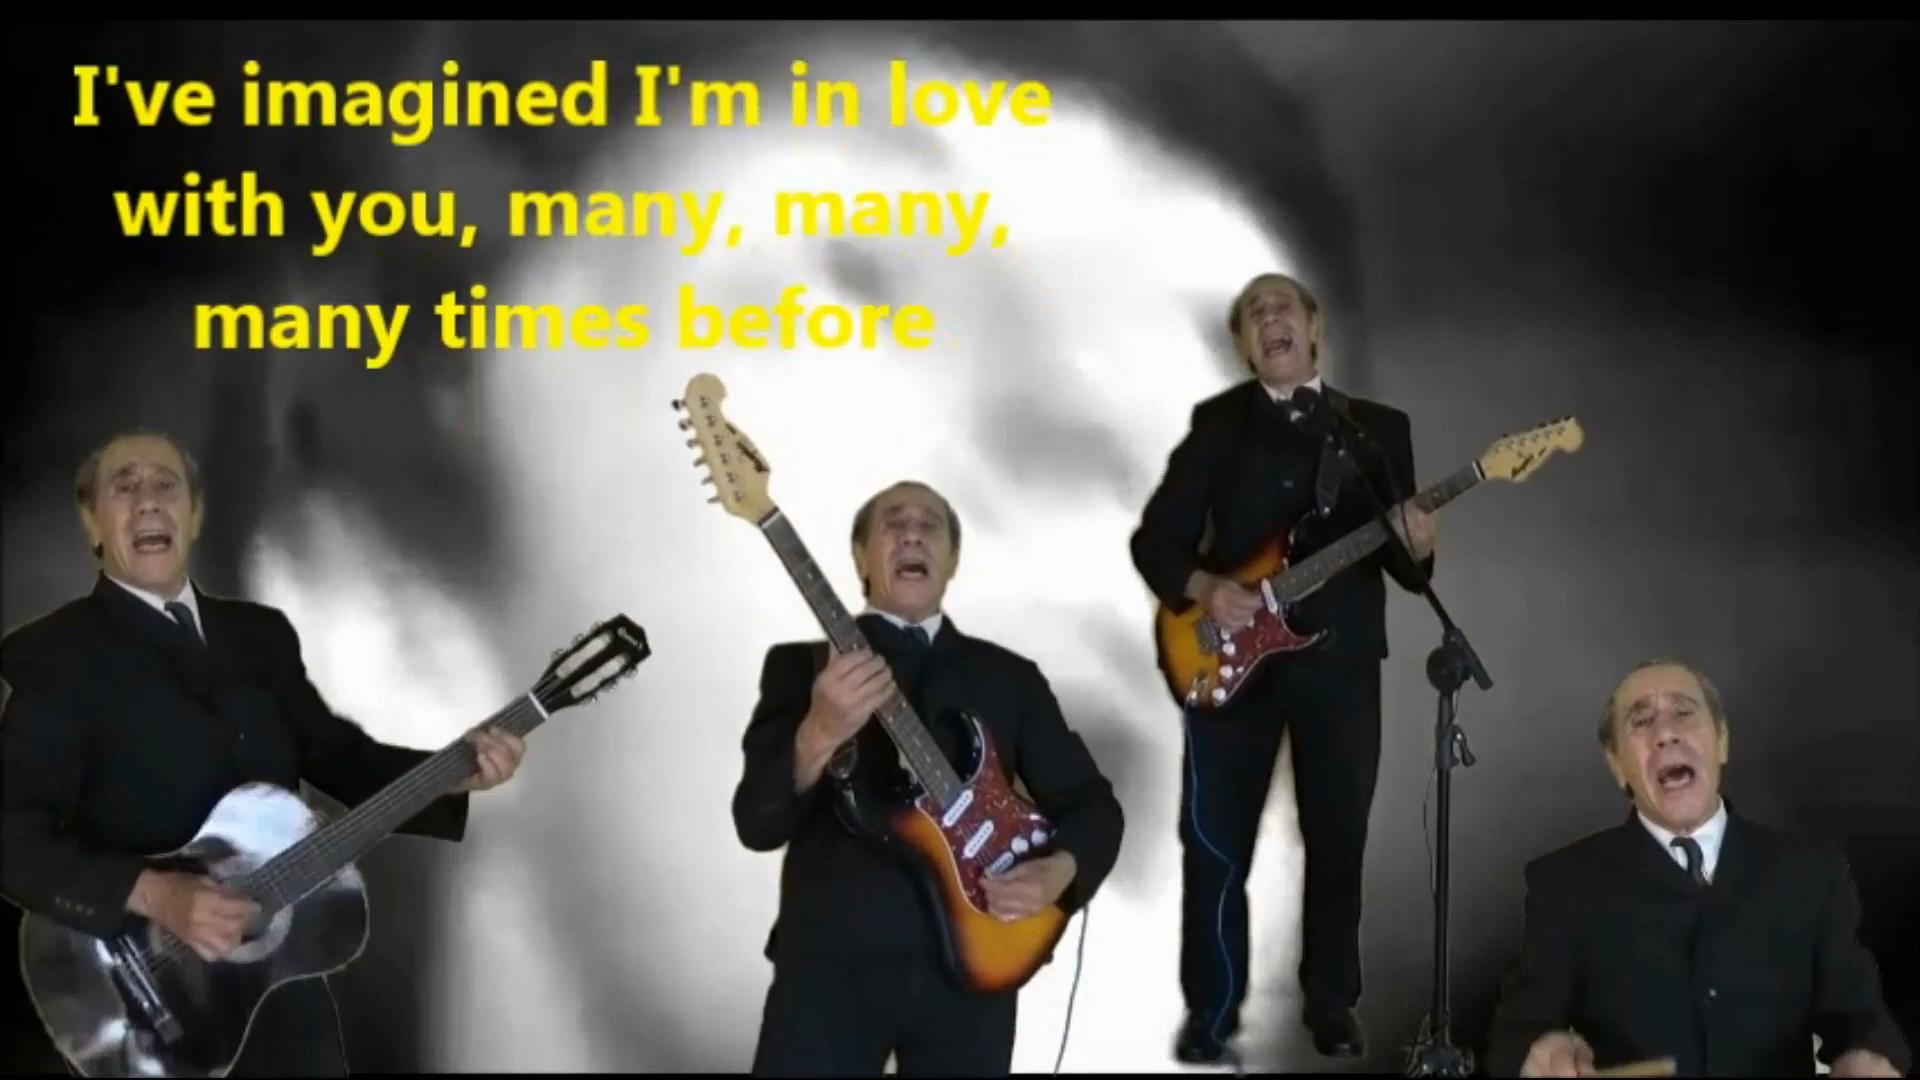 I've imagined I'm in love
with you, many, many,
many times before